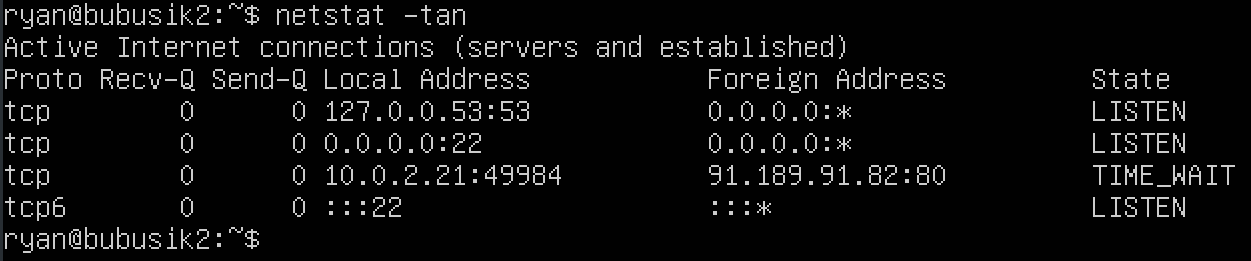 ryan@bubusik2:~$ netstat -tan
Active Internet connections (servers and established)
Proto Recv-Q Send-Q Local Address           Foreign Address         State
tcp        0      0 127.0.0.53:53           0.0.0.0:*               LISTEN
tcp        0      0 0.0.0.0:22              0.0.0.0:*               LISTEN
tcp        0      0 10.0.2.21:49984         91.189.91.82:80         TIME_WAIT
tcp6       0      0 :::22                   :::*                    LISTEN
ryan@bubusik2:~$